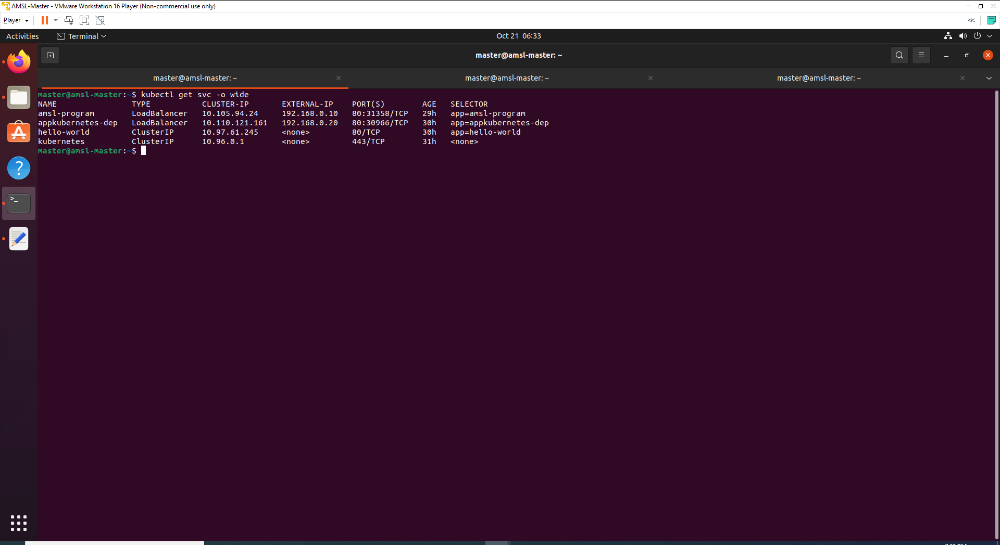 AMSL-Master - VMware Workstation 16 Player (Non-commercial use only)
Player
Activities Terminal Oct 21 06:33
master@amsl-master: ~
master@amsl-master: ~ master@amsl-master: ~ master@amsl-master: ~
master@amsl-master:~$ kubectl get svc -o wide
NAME TYPE CLUSTER-IP EXTERNAL-IP PORT(S) AGE SELECTOR
amsl-program LoadBalancer 10.105.94.24 192.168.0.10 80:31358/TCP 29h app=amsl-program
appkubernetes-dep LoadBalancer 10.110.121.161 192.168.0.20 80:30966/TCP 30h app=appkubernetes-dep
hello-world ClusterIP 10.97.61.245 <none> 80/TCP 30h app=hello-world
kubernetes ClusterIP 10.96.0.1 <none> 443/TCP 31h <none>
master@amsl-master:~$